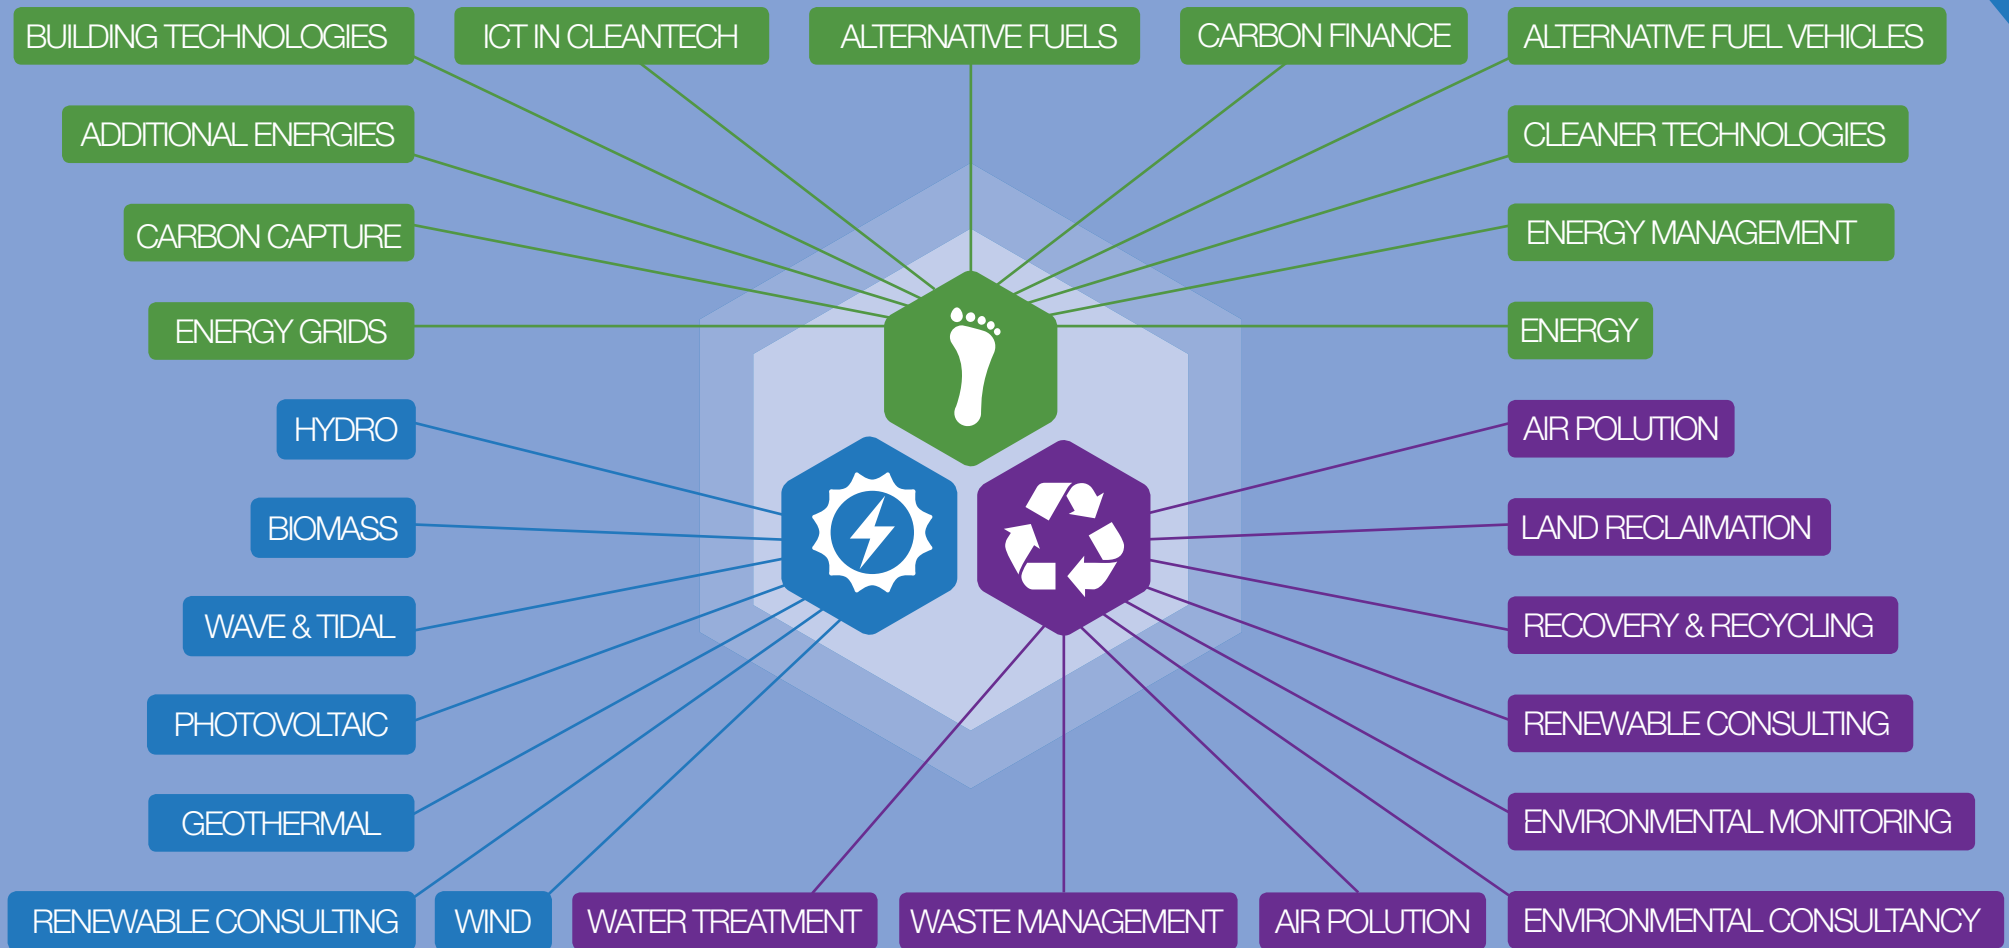 BUILDING TECHNOLOGIES
ICT IN CLEANTECH
ALTERNATIVE FUELS
CARBON FINANCE
ALTERNATIVE FUEL VEHICLES
ADDITIONAL ENERGIES
CLEANER TECHNOLOGIES
CARBON CAPTURE
ENERGY MANAGEMENT
ENERGY GRIDS
ENERGY
HYDRO
AIR POLUTION
BIOMASS
LAND RECLAIMATION
WAVE & TIDAL
RECOVERY & RECYCLING
PHOTOVOLTAIC
RENEWABLE CONSULTING
GEOTHERMAL
ENVIRONMENTAL MONITORING
RENEWABLE CONSULTING
WIND
WATER TREATMENT
WASTE MANAGEMENT
AIR POLUTION
ENVIRONMENTAL CONSULTANCY